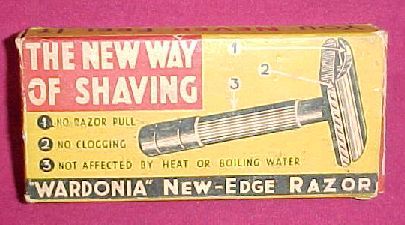 THE NEW WAY
OF SHAVING
1 NO RAZOR PULL
2 NO CLOGGING
3 NOT AFFECTED BY HEAT OR BOILING WATER
1
2
3
"WARDONIA" NEW-EDGE RAZOR